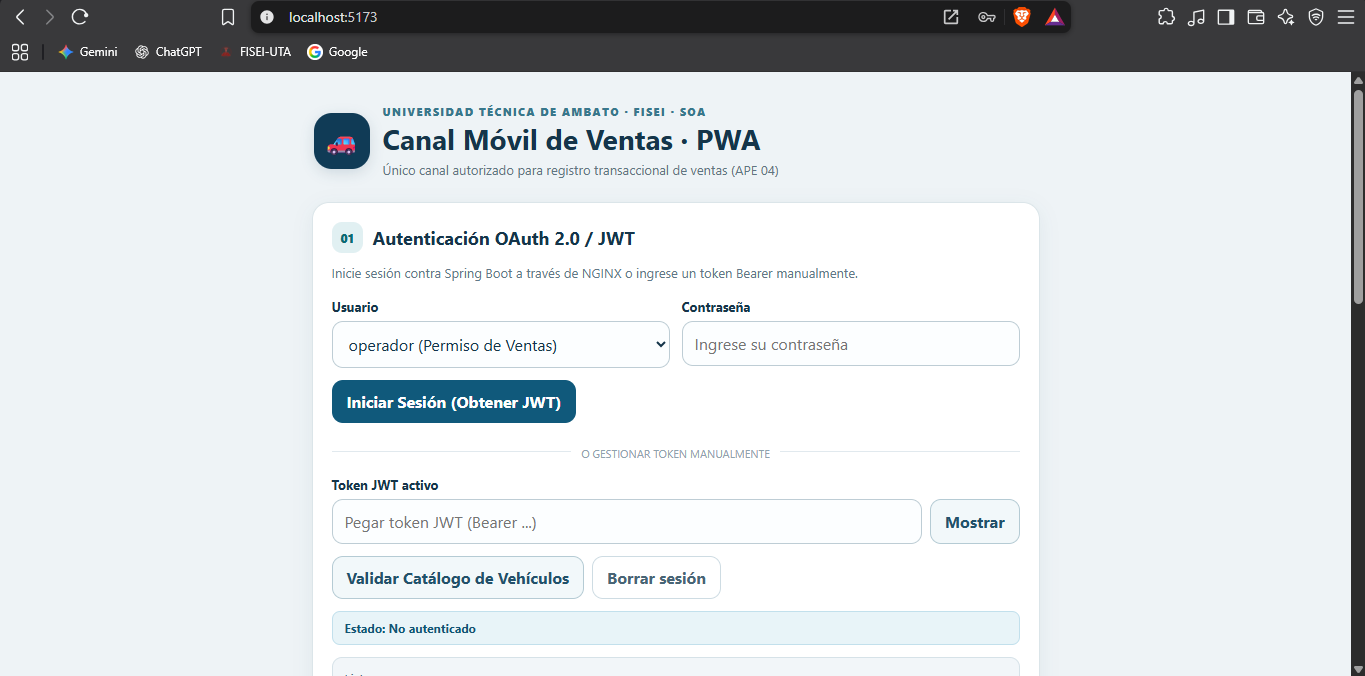 localhost:5173
Gemini ChatGPT FISEI-UTA Google
UNIVERSIDAD TÉCNICA DE AMBATO · FISEI · SOA
Canal Móvil de Ventas · PWA
Único canal autorizado para registro transaccional de ventas (APE 04)
01 Autenticación OAuth 2.0 / JWT
Inicie sesión contra Spring Boot a través de NGINX o ingrese un token Bearer manualmente.
Usuario Contraseña
operador (Permiso de Ventas) Ingrese su contraseña
Iniciar Sesión (Obtener JWT)
O GESTIONAR TOKEN MANUALMENTE
Token JWT activo
Pegar token JWT (Bearer ...) Mostrar
Validar Catálogo de Vehículos Borrar sesión
Estado: No autenticado